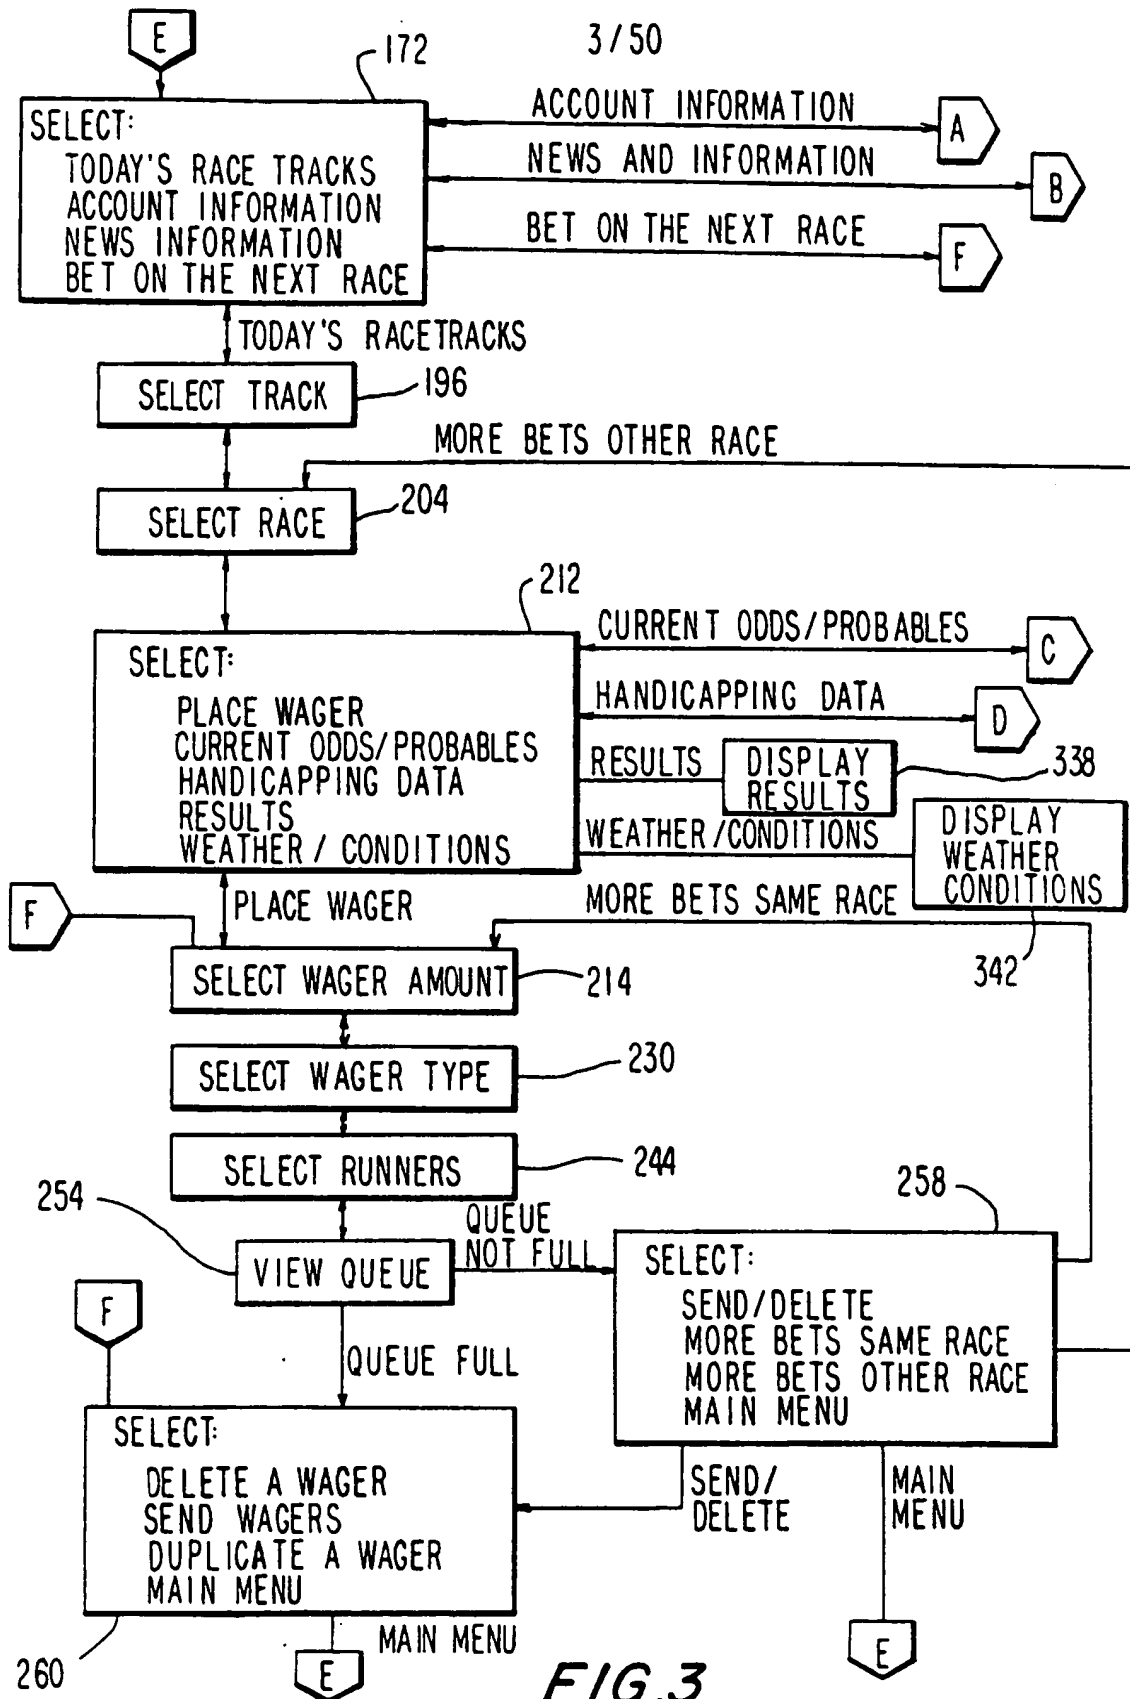 E
3/50
172
SELECT:
TODAY'S RACE TRACKS
ACCOUNT INFORMATION
NEWS INFORMATION
BET ON THE NEXT RACE
ACCOUNT INFORMATION
A
NEWS AND INFORMATION
B
BET ON THE NEXT RACE
F
TODAY'S RACETRACKS
SELECT TRACK
196
MORE BETS OTHER RACE
SELECT RACE
204
212
SELECT:
PLACE WAGER
CURRENT ODDS/PROBABLES
HANDICAPPING DATA
RESULTS
WEATHER/ CONDITIONS
CURRENT ODDS/PROBABLES
C
HANDICAPPING DATA
D
RESULTS
DISPLAY
RESULTS
338
WEATHER/CONDITIONS
DISPLAY
WEATHER
CONDITIONS
342
F
PLACE WAGER
MORE BETS SAME RACE
SELECT WAGER AMOUNT
214
SELECT WAGER TYPE
230
SELECT RUNNERS
244
254
VIEW QUEUE
QUEUE
NOT FULL
258
SELECT:
SEND/DELETE
MORE BETS SAME RACE
MORE BETS OTHER RACE
MAIN MENU
F
QUEUE FULL
SELECT:
DELETE A WAGER
SEND WAGERS
DUPLICATE A WAGER
MAIN MENU
SEND/
DELETE
MAIN
MENU
260
MAIN MENU
E
E
FIG.3